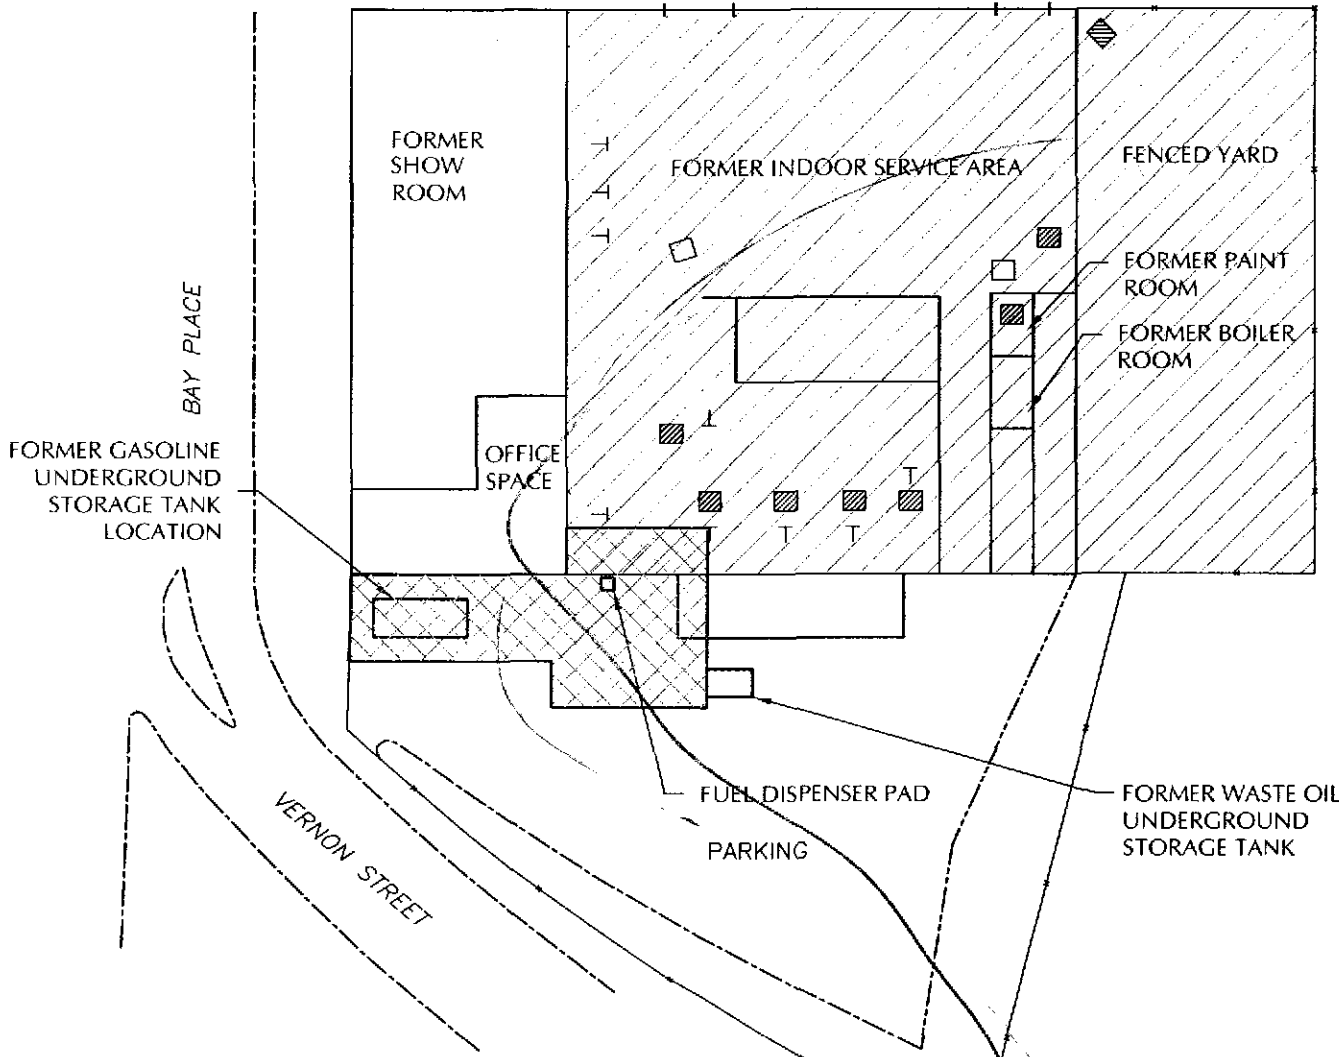 FORMER
SHOW
ROOM
FORMER INDOOR SERVICE AREA
FENCED YARD
FORMER PAINT
ROOM
FORMER BOILER
ROOM
BAY PLACE
FORMER GASOLINE
UNDERGROUND
STORAGE TANK
LOCATION
OFFICE
SPACE
FUEL DISPENSER PAD
PARKING
FORMER WASTE OIL
UNDERGROUND
STORAGE TANK
VERNON STREET